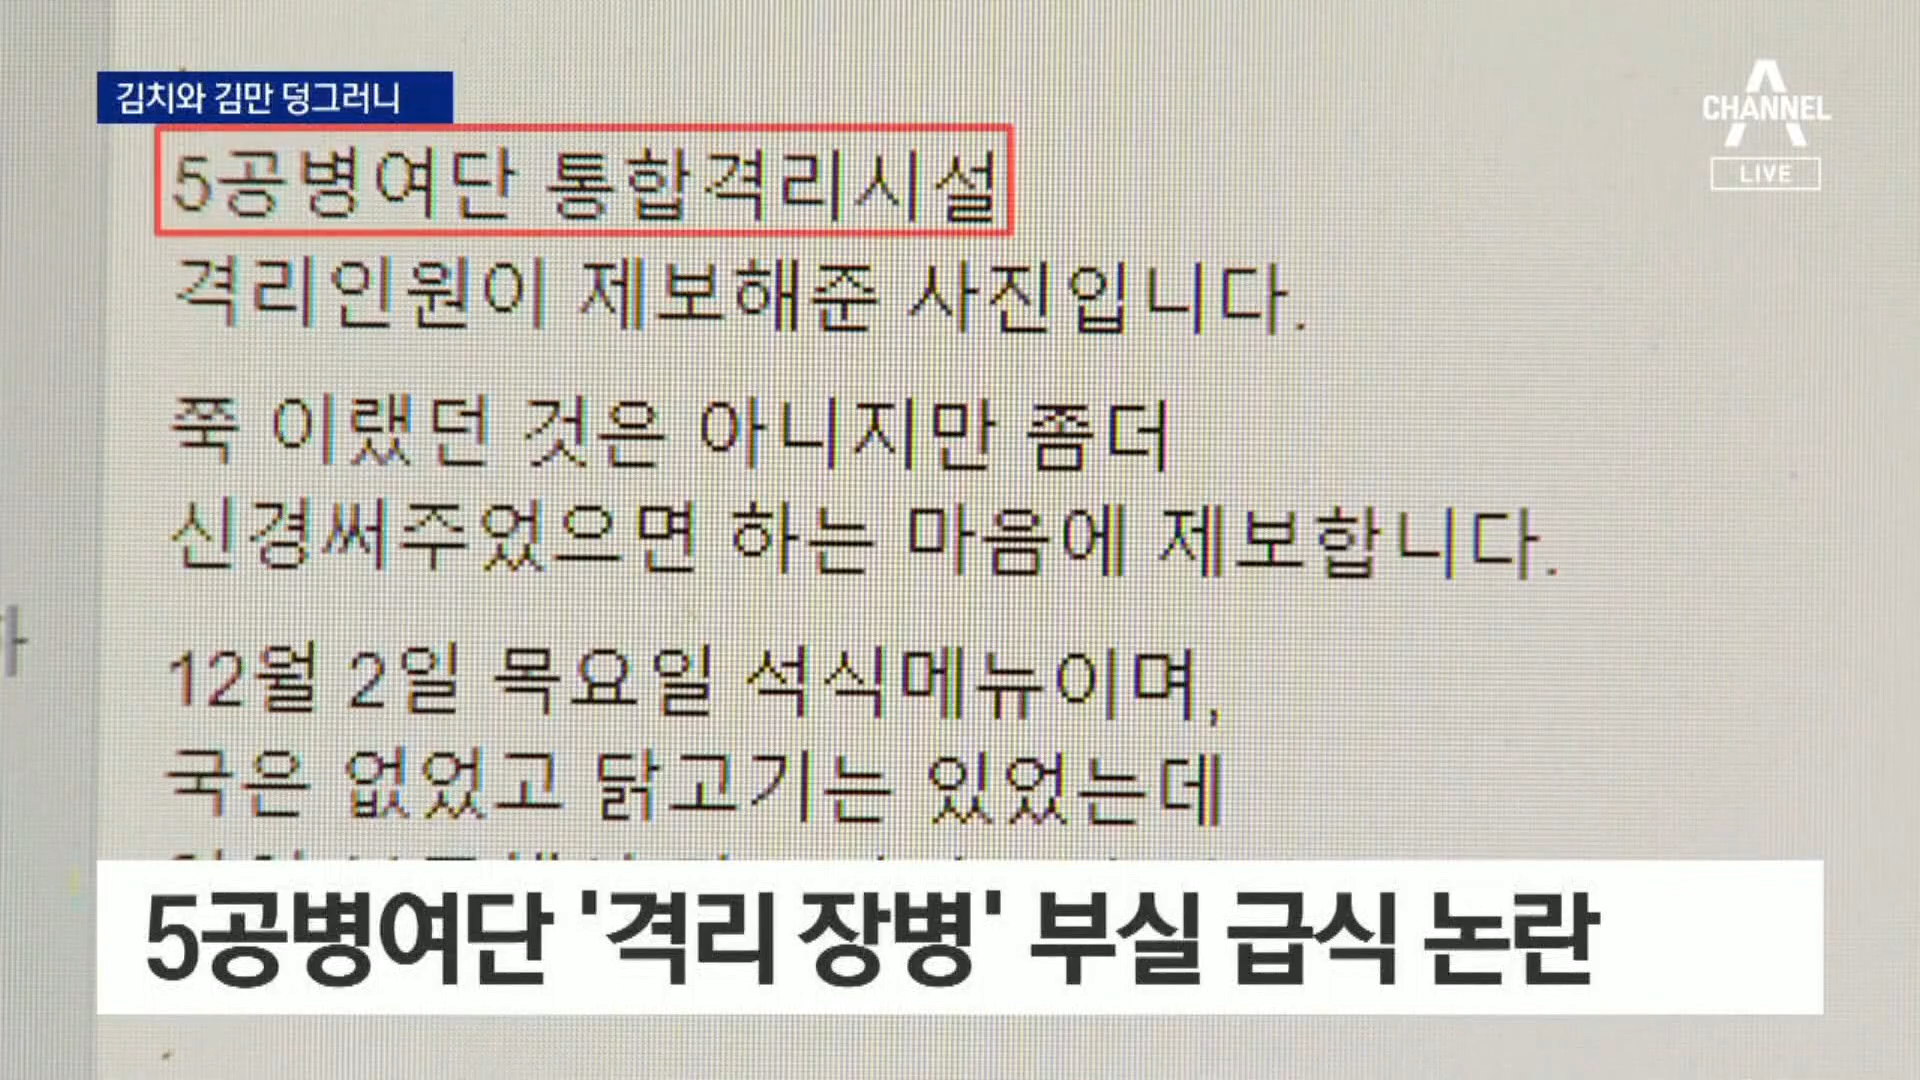 김치와 김만 덩그러니
CHANNEL A
LIVE
5공병여단 통합격리시설
격리인원이 제보해준 사진입니다.
쭉 이랬던 것은 아니지만 좀더
신경써주었으면 하는 마음에 제보합니다.
12월 2일 목요일 석식메뉴이며,
국은 없었고 닭고기는 있었는데
5공병여단 '격리 장병' 부실 급식 논란